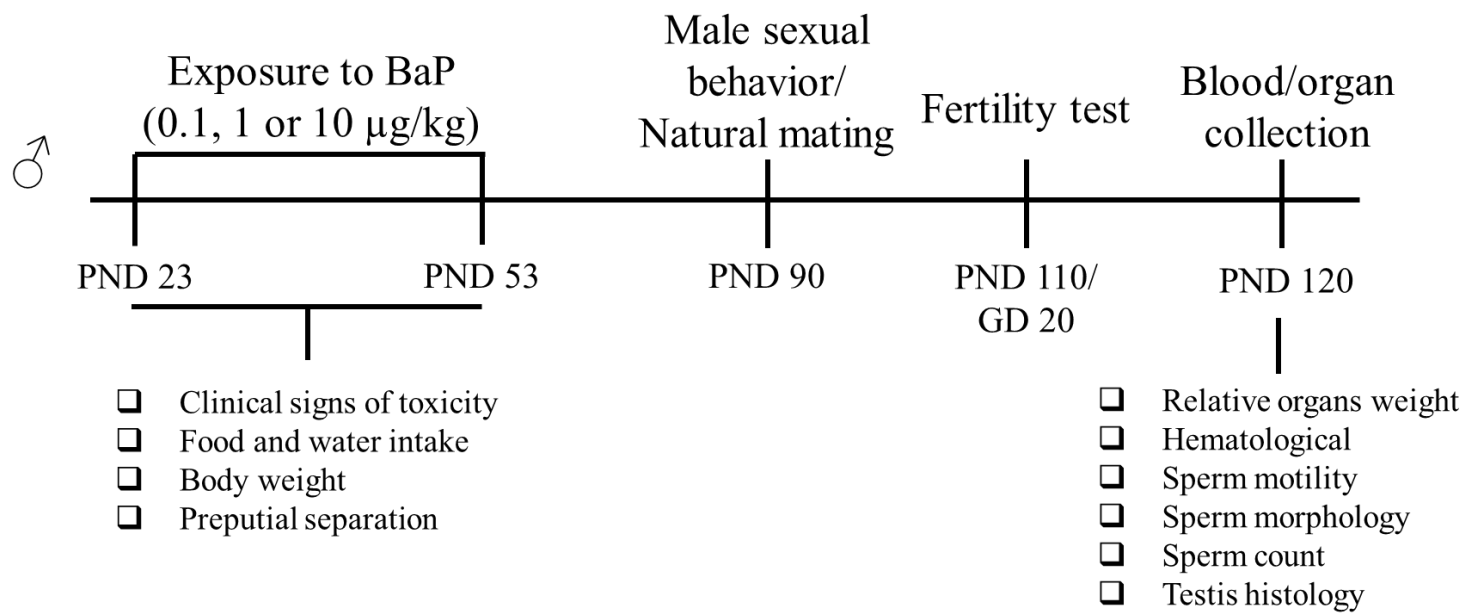 Exposure to BaP
(0.1, 1 or 10 µg/kg)
Male sexual
behavior/
Natural mating
Fertility test
Blood/organ
collection
PND 23
PND 53
PND 90
PND 110/
GD 20
PND 120
Clinical signs of toxicity
Food and water intake
Body weight
Preputial separation
Relative organs weight
Hematological
Sperm motility
Sperm morphology
Sperm count
Testis histology